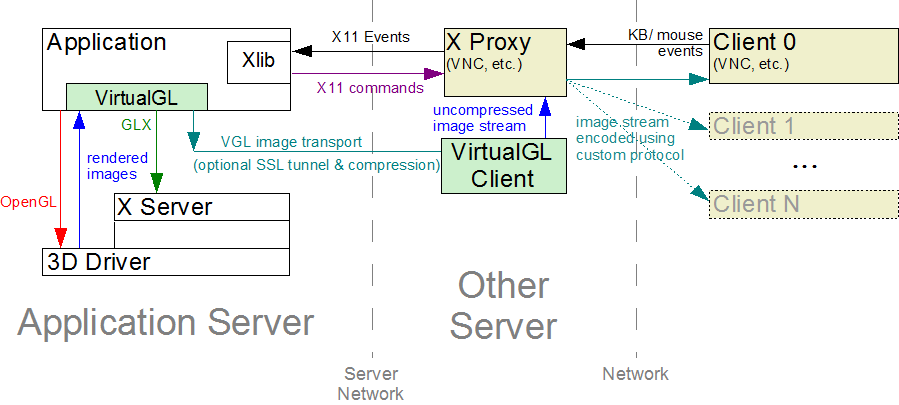 Application
Xlib
VirtualGL
GLX
OpenGL
rendered
images
X Server
3D Driver
X11 Events
X11 commands
VGL image transport
(optional SSL tunnel & compression)
X Proxy
(VNC, etc.)
uncompressed
image stream
VirtualGL
Client
KB/ mouse
events
image stream
encoded using
custom protocol
Client 0
(VNC, etc.)
Client 1
...
Client N
Application Server
Other
Server
Server
Network
Network